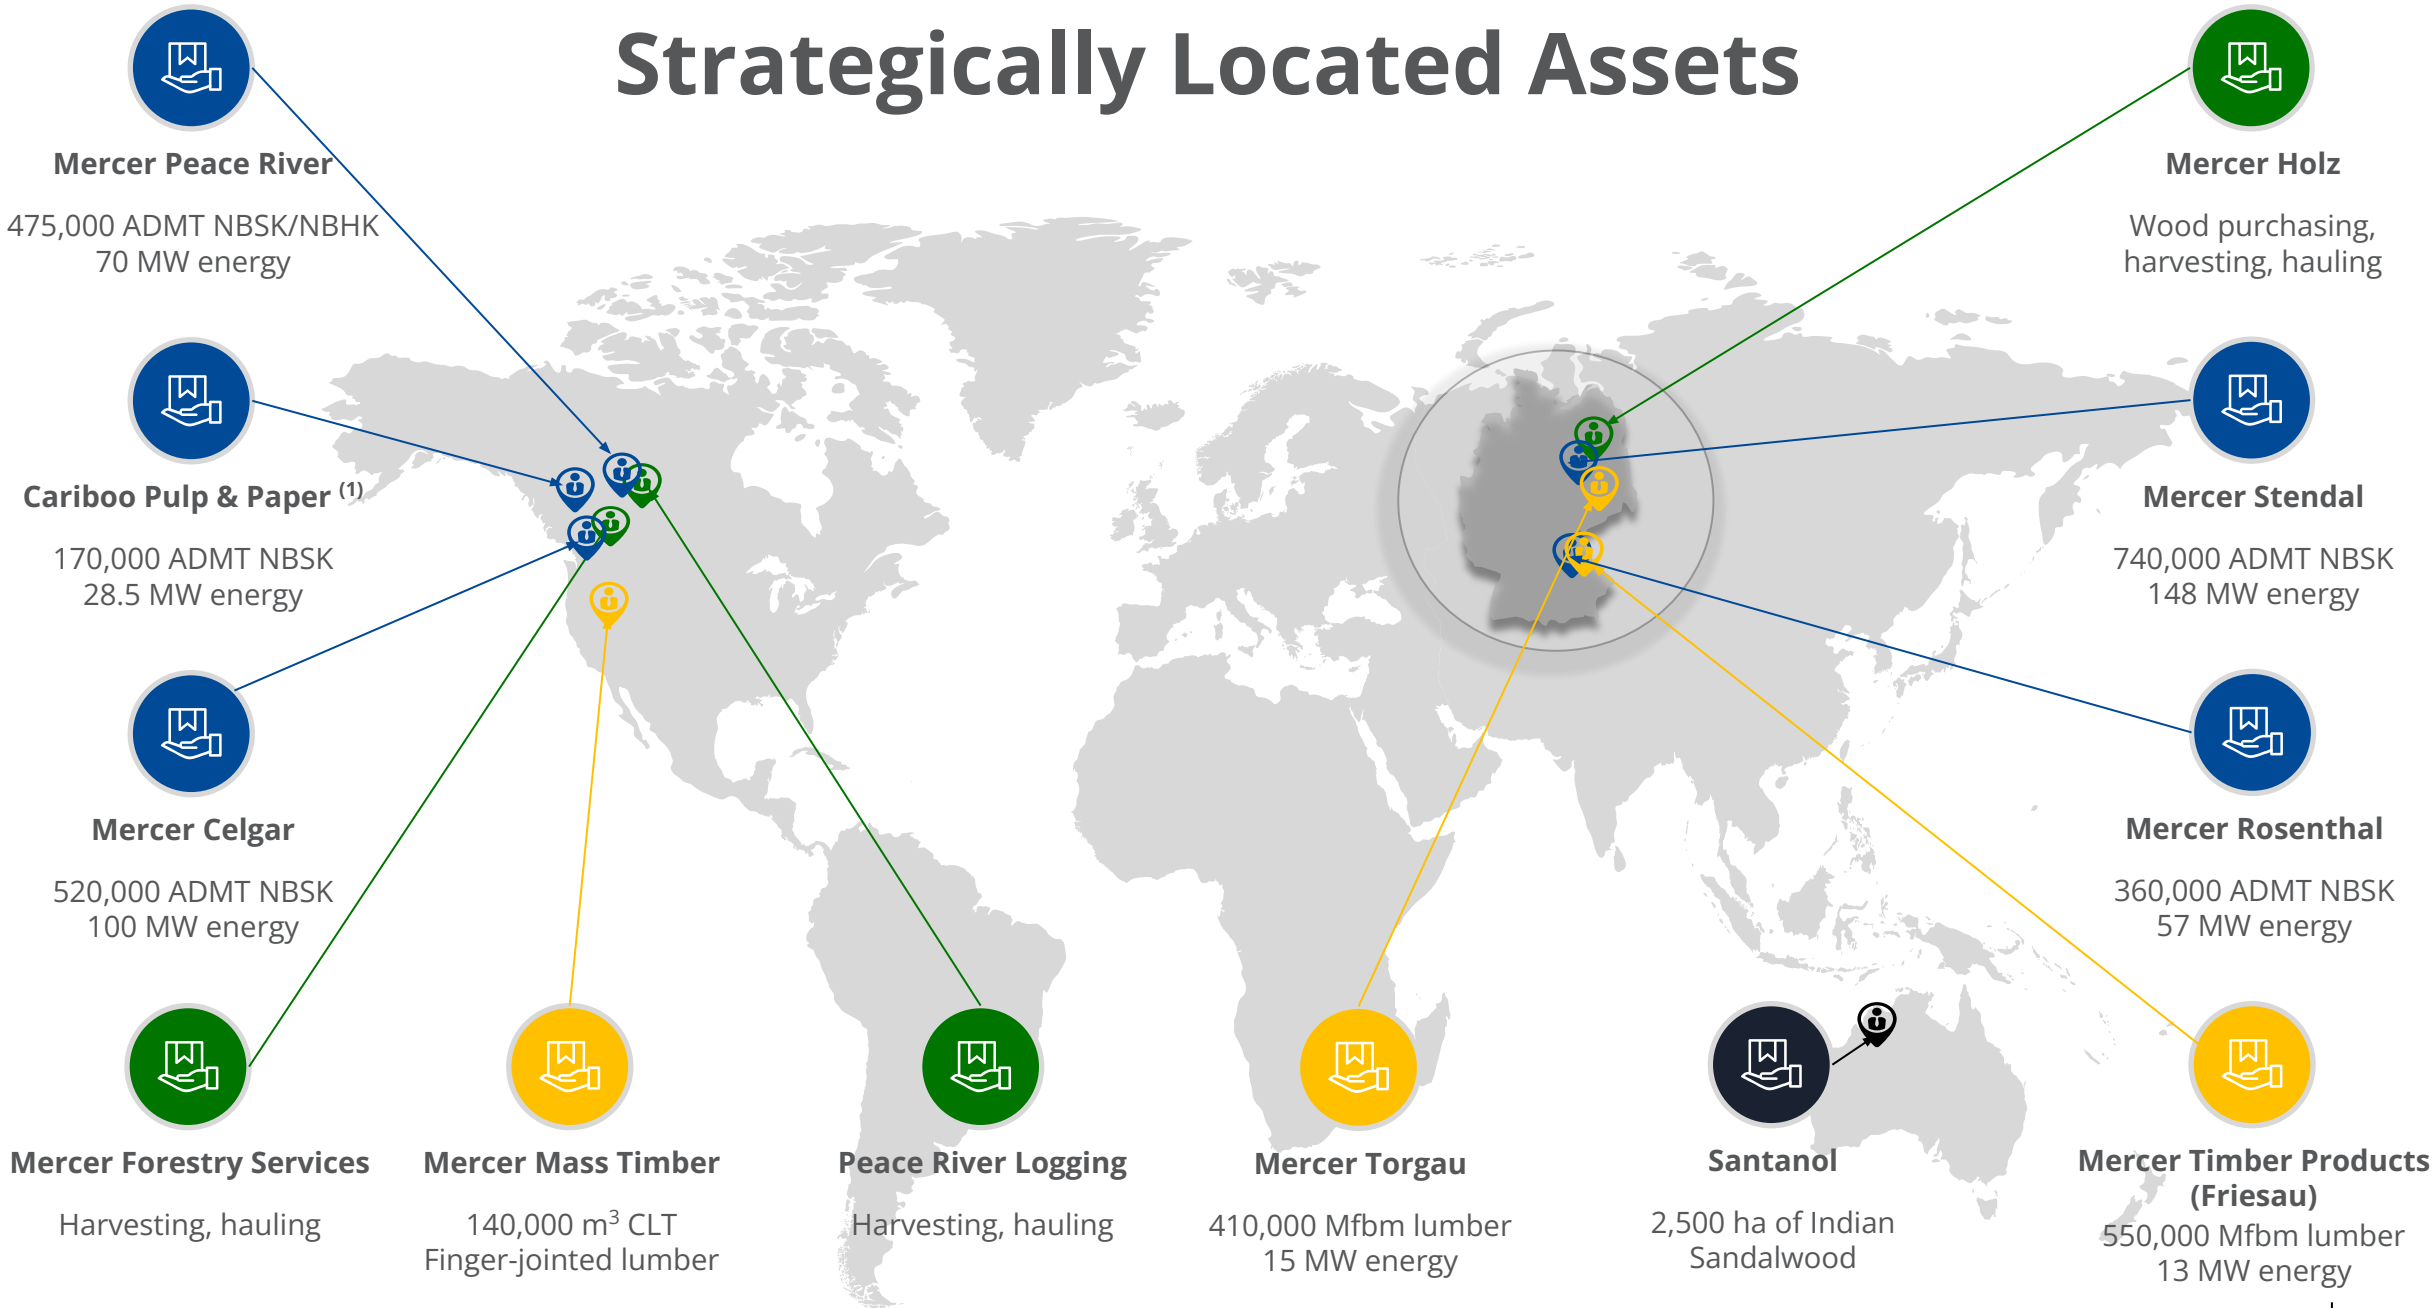 Strategically Located Assets
Mercer Peace River
475,000 ADMT NBSK/NBHK
70 MW energy
Cariboo Pulp & Paper (1)
170,000 ADMT NBSK
28.5 MW energy
Mercer Celgar
520,000 ADMT NBSK
100 MW energy
Mercer Holz
Wood purchasing,
harvesting, hauling
Mercer Stendal
740,000 ADMT NBSK
148 MW energy
Mercer Rosenthal
360,000 ADMT NBSK
57 MW energy
Mercer Forestry Services
Harvesting, hauling
Mercer Mass Timber
140,000 m³ CLT
Finger-jointed lumber
Peace River Logging
Harvesting, hauling
Mercer Torgau
410,000 Mfbm lumber
15 MW energy
Santanol
2,500 ha of Indian
Sandalwood
Mercer Timber Products
(Friesau)
550,000 Mfbm lumber
13 MW energy